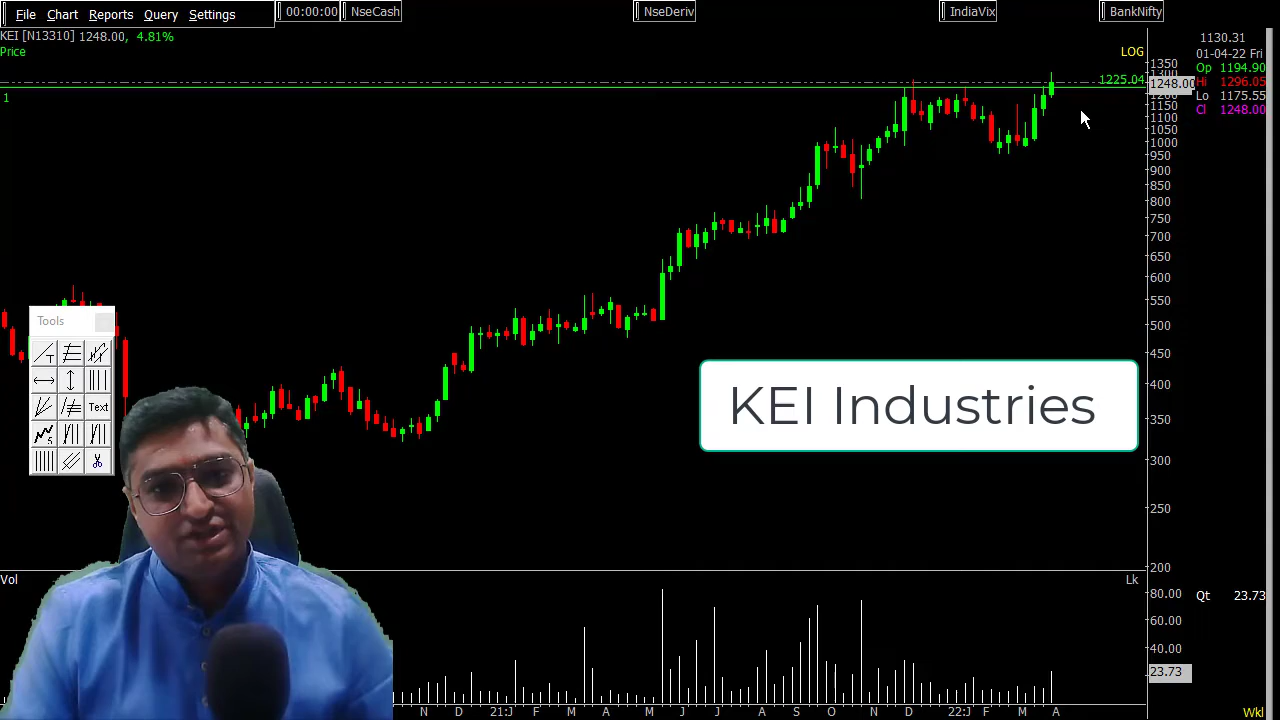 File Chart Reports Query Settings 00:00:00 NseCash NseDeriv IndiaVix BankNifty
KEI [N13310] 1248.00, 4.81%
Price
LOG
1
1225.04
1130.31
01-04-22 Fri
Op 1194.90
Hi 1296.05
Lo 1175.55
Cl 1248.00
1350
1300
1248.00
1200
1150
1100
1050
1000
950
900
850
800
750
700
650
600
550
500
450
400
350
300
250
200
Tools
Text
KEI Industries
Vol
Lk
80.00
60.00
40.00
23.73
Qt 23.73
N D 21:J F M A M J J A S O N D 22:J F M A
Wkl